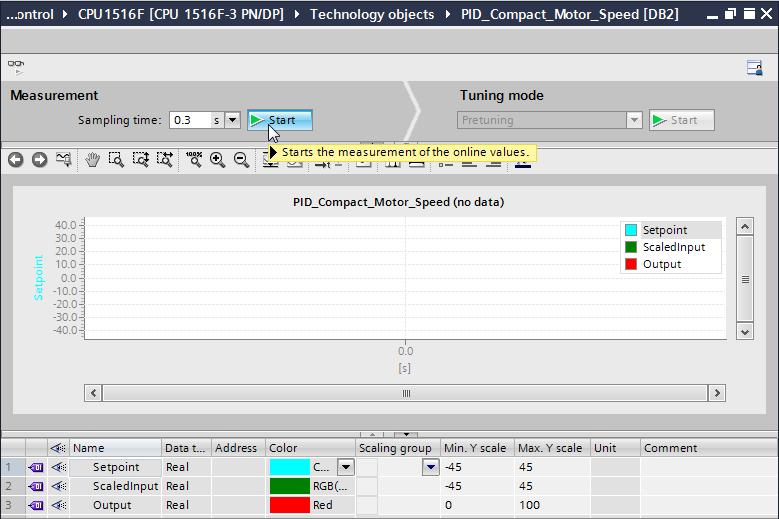 ...ontrol ▸ CPU1516F [CPU 1516F-3 PN/DP] ▸ Technology objects ▸ PID_Compact_Motor_Speed [DB2]
Measurement
Tuning mode
Sampling time: 0.3 s Start
Pretuning Start
Starts the measurement of the online values.
100%
PID_Compact_Motor_Speed (no data)
Setpoint
ScaledInput
Output
40.0
30.0
20.0
10.0
0.0
-10.0
-20.0
-30.0
-40.0
Setpoint
0.0
[s]
Name Data t... Address Color Scaling group Min. Y scale Max. Y scale Unit Comment
1 Setpoint Real C... -45 45
2 ScaledInput Real RGB(... -45 45
3 Output Real Red 0 100